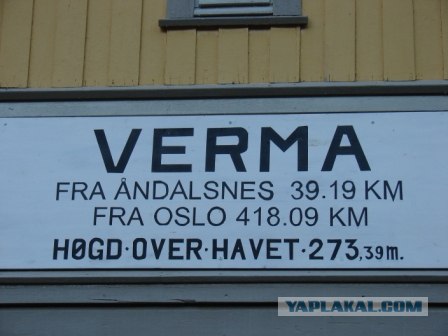 VERMA
FRA ÅNDALSNES 39.19 KM
FRA OSLO 418.09 KM
HØGD·OVER·HAVET·273,39m.
YAPLAKAL.COM